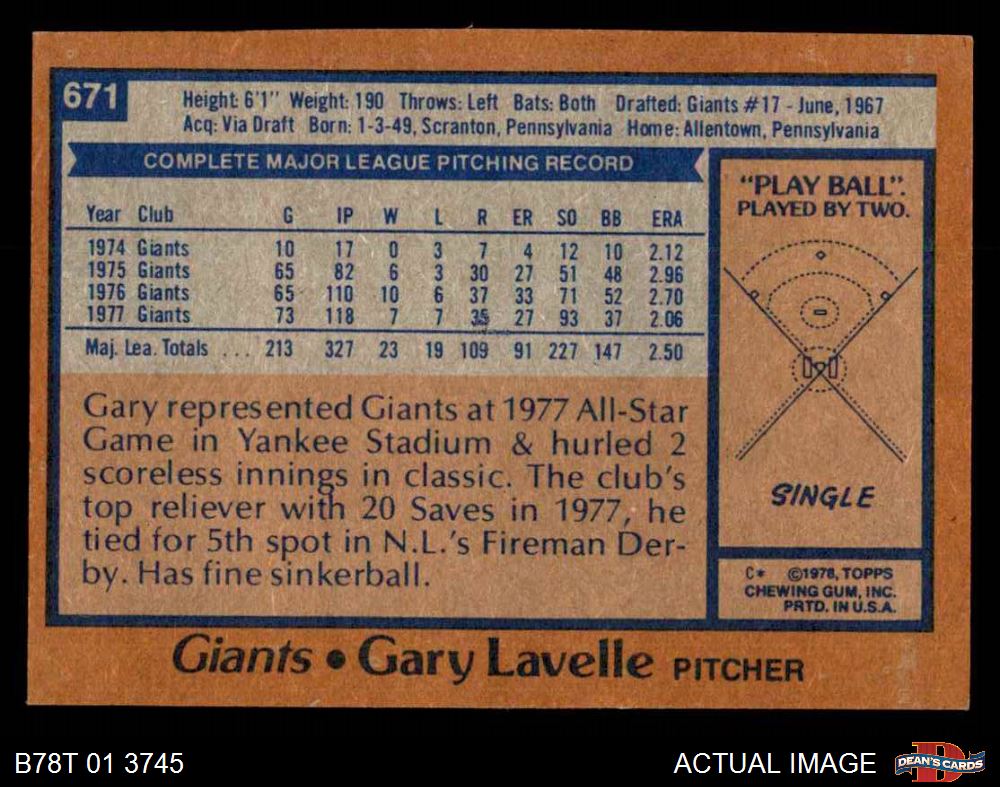 671
Height: 6'1" Weight: 190 Throws: Left Bats: Both Drafted: Giants #17 - June, 1967
Acq: Via Draft Born: 1-3-49, Scranton, Pennsylvania Home: Allentown, Pennsylvania
COMPLETE MAJOR LEAGUE PITCHING RECORD
Year Club G IP W L R ER SO BB ERA
1974 Giants 10 17 0 3 7 4 12 10 2.12
1975 Giants 65 82 6 3 30 27 51 48 2.96
1976 Giants 65 110 10 6 37 33 71 52 2.70
1977 Giants 73 118 7 7 35 27 93 37 2.06
Maj. Lea. Totals ... 213 327 23 19 109 91 227 147 2.50
Gary represented Giants at 1977 All-Star
Game in Yankee Stadium & hurled 2
scoreless innings in classic. The club's
top reliever with 20 Saves in 1977, he
tied for 5th spot in N.L.'s Fireman Der-
by. Has fine sinkerball.
"PLAY BALL".
PLAYED BY TWO.
SINGLE
C* ©1978, TOPPS
CHEWING GUM, INC.
PRTD. IN U.S.A.
Giants • Gary Lavelle PITCHER
B78T 01 3745
ACTUAL IMAGE
DEAN'S CARDS